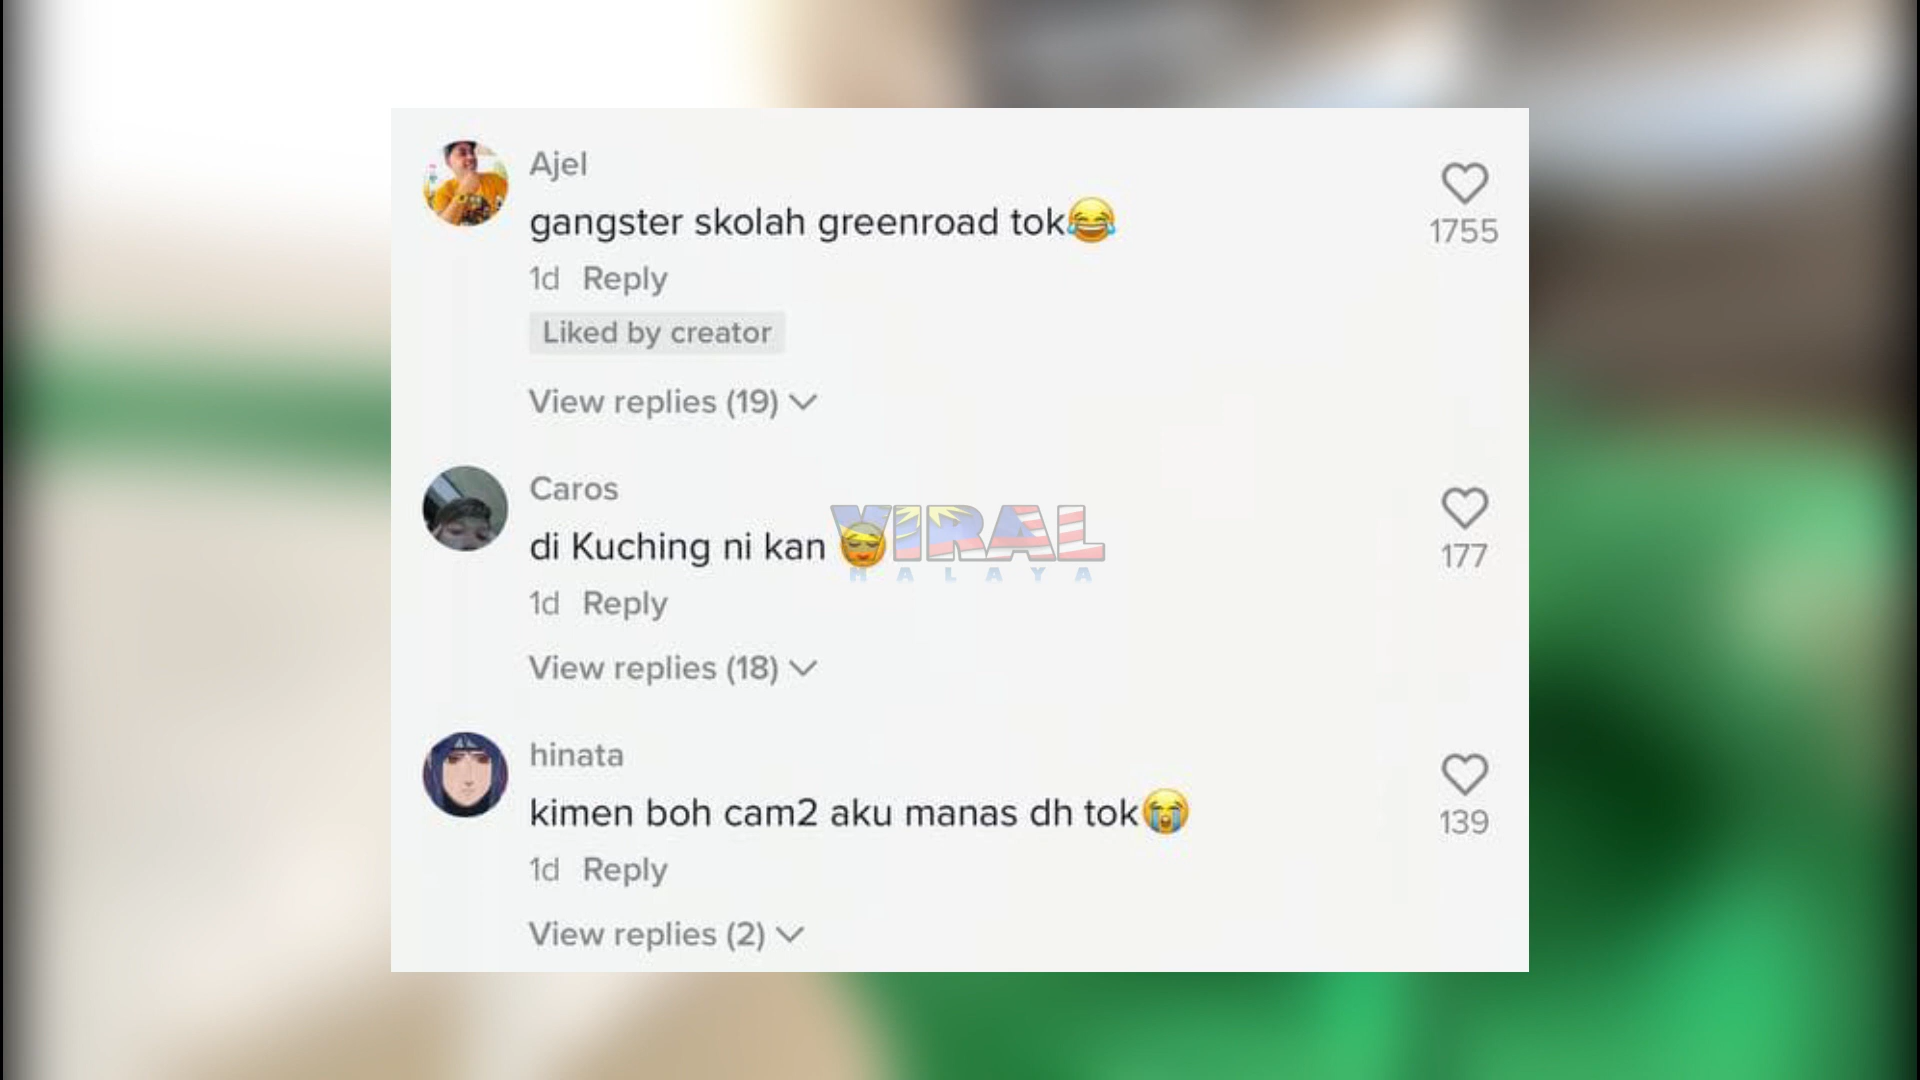 Ajel
gangster skolah greenroad tok😂
1755
1d Reply
Liked by creator
View replies (19)
Caros
di Kuching ni kan
177
VIRAL
MALAYA
1d Reply
View replies (18)
hinata
kimen boh cam2 aku manas dh tok😭
139
1d Reply
View replies (2)